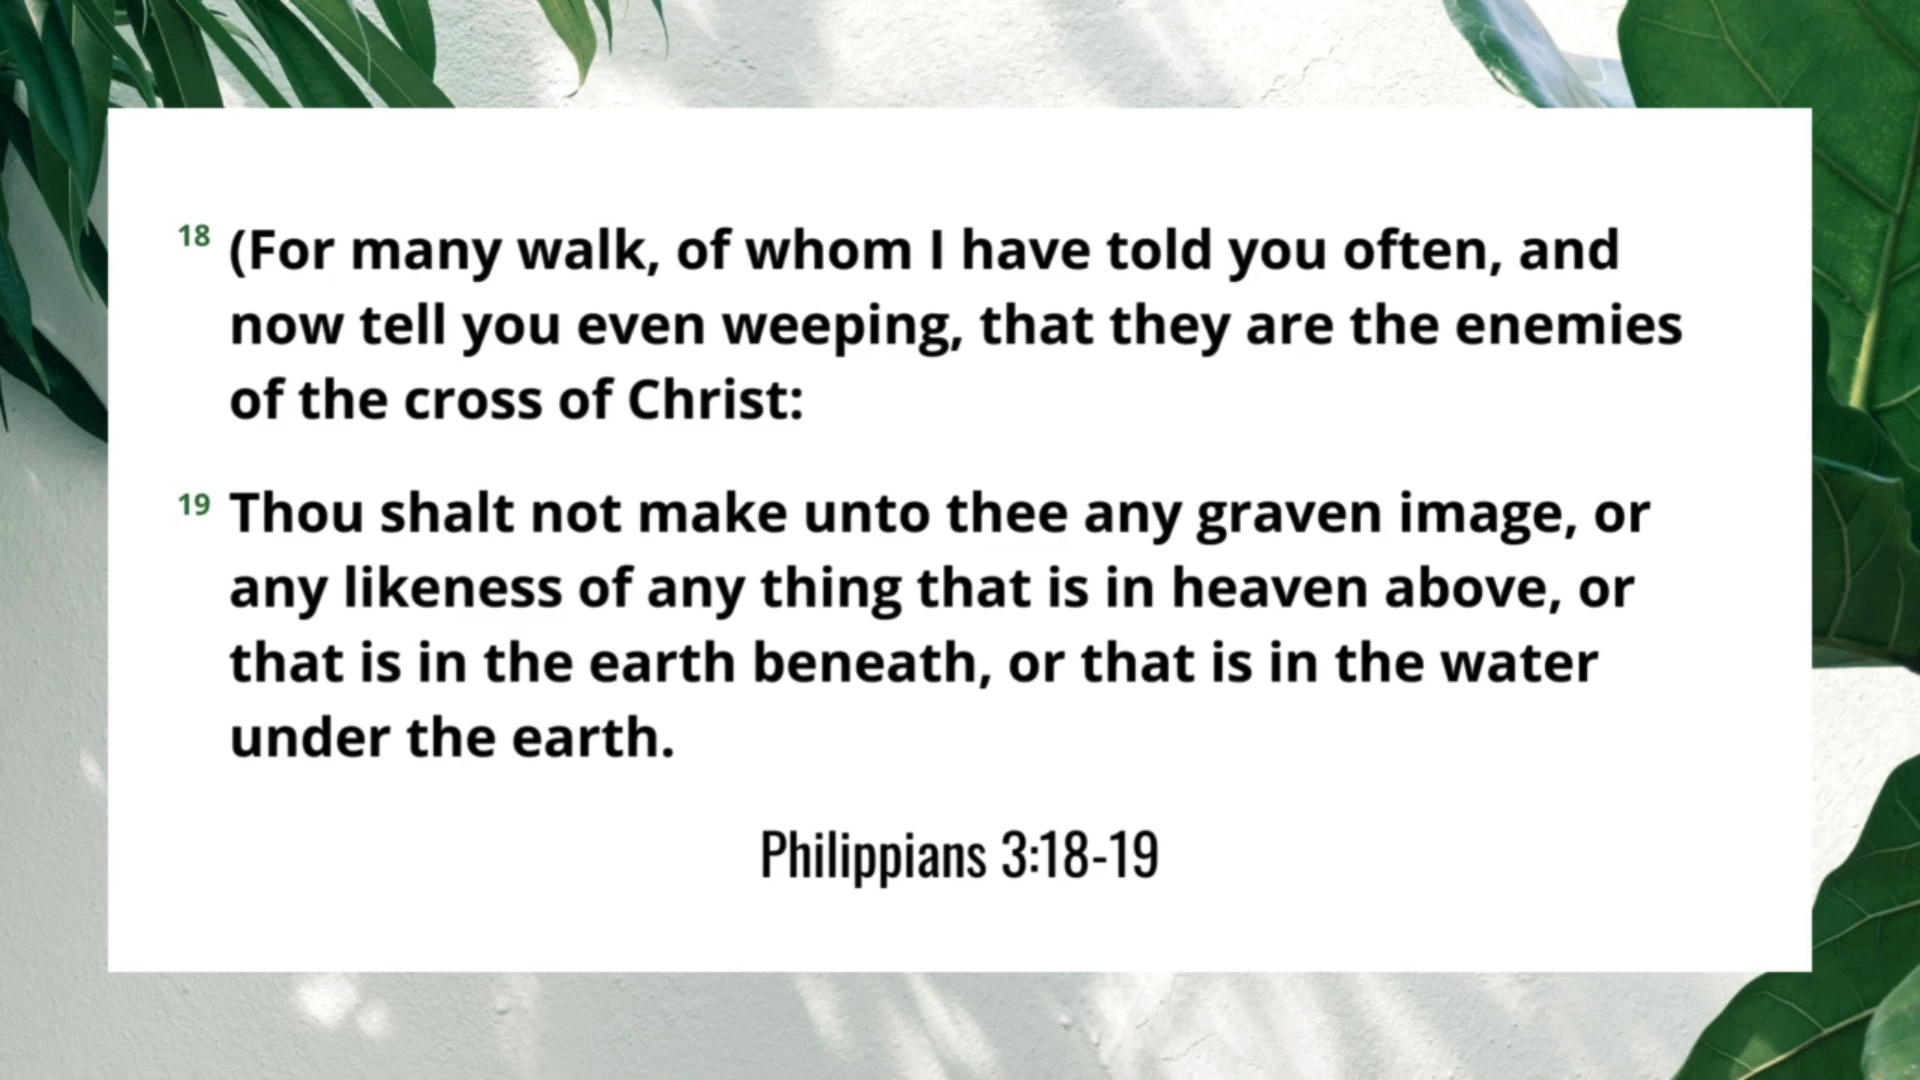 18 (For many walk, of whom I have told you often, and
now tell you even weeping, that they are the enemies
of the cross of Christ:
19 Thou shalt not make unto thee any graven image, or
any likeness of any thing that is in heaven above, or
that is in the earth beneath, or that is in the water
under the earth.
Philippians 3:18-19